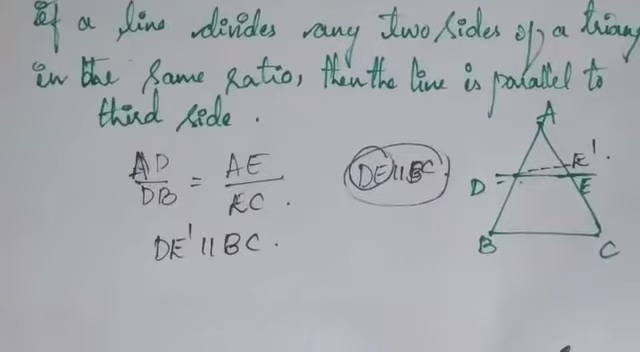 If a line divides any two sides of a triang
in the same ratio, then the line is parallel to
third side .
AD/DB = AE/EC .
DE||BC
DE'||BC .
A
E'.
D
E
B
C